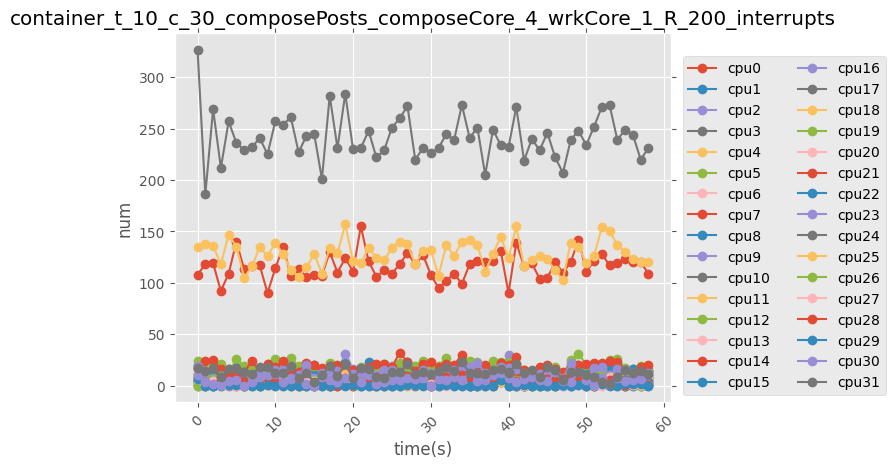 container_t_10_c_30_composePosts_composeCore_4_wrkCore_1_R_200_interrupts
300
250
200
150
100
50
0
num
0
10
20
30
40
50
60
time(s)
cpu0
cpu1
cpu2
cpu3
cpu4
cpu5
cpu6
cpu7
cpu8
cpu9
cpu10
cpu11
cpu12
cpu13
cpu14
cpu15
cpu16
cpu17
cpu18
cpu19
cpu20
cpu21
cpu22
cpu23
cpu24
cpu25
cpu26
cpu27
cpu28
cpu29
cpu30
cpu31